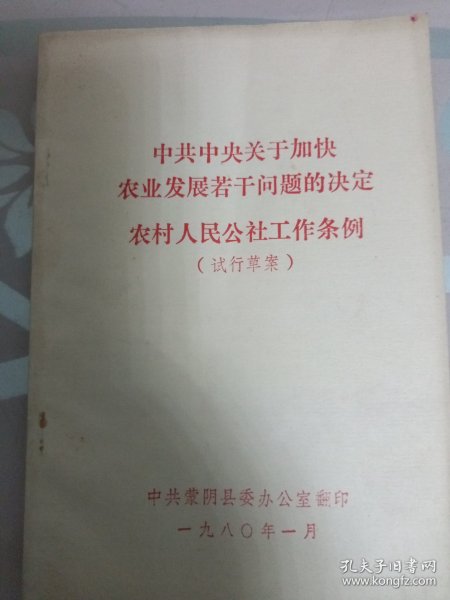 中共中央关于加快
农业发展若干问题的决定
农村人民公社工作条例
（试行草案）
中共蒙阴县委办公室翻印
一九八〇年一月
孔夫子旧书网
www.kongfz.com